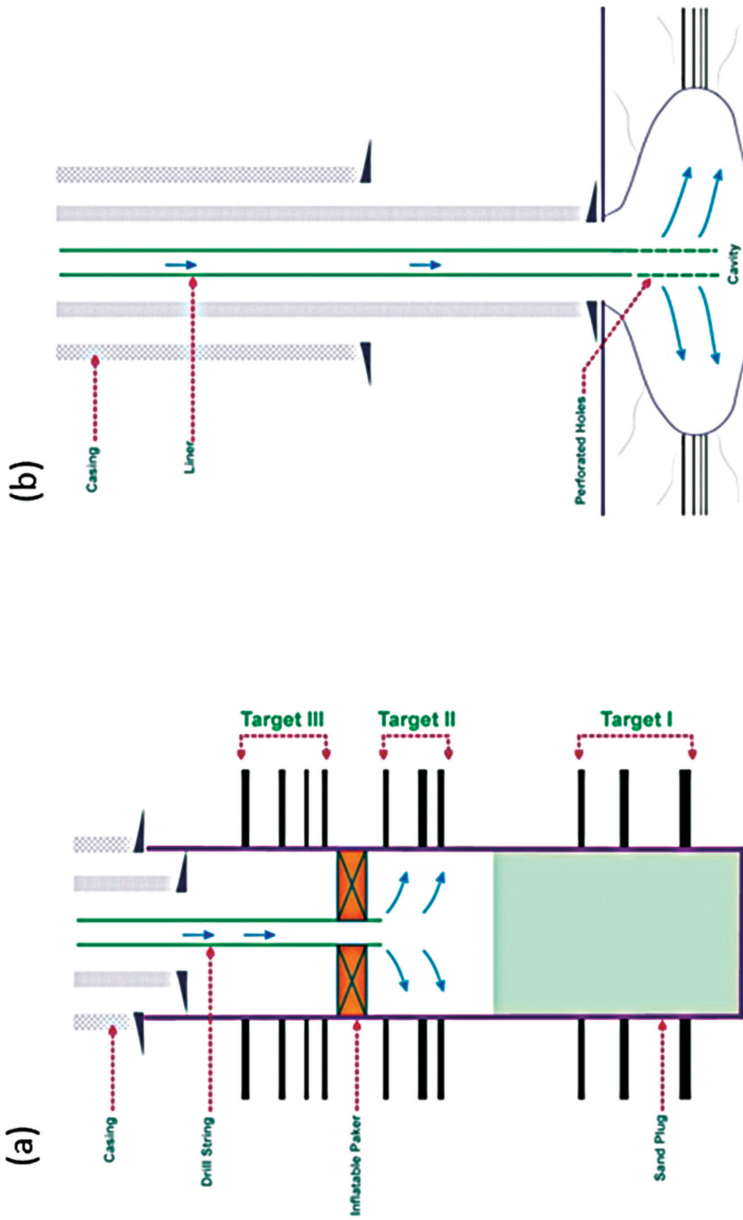 (a)
Casing
Drill String
Inflatable Paker
Sand Plug
Target III
Target II
Target I
(b)
Casing
Liner
Perforated Holes
Cavity